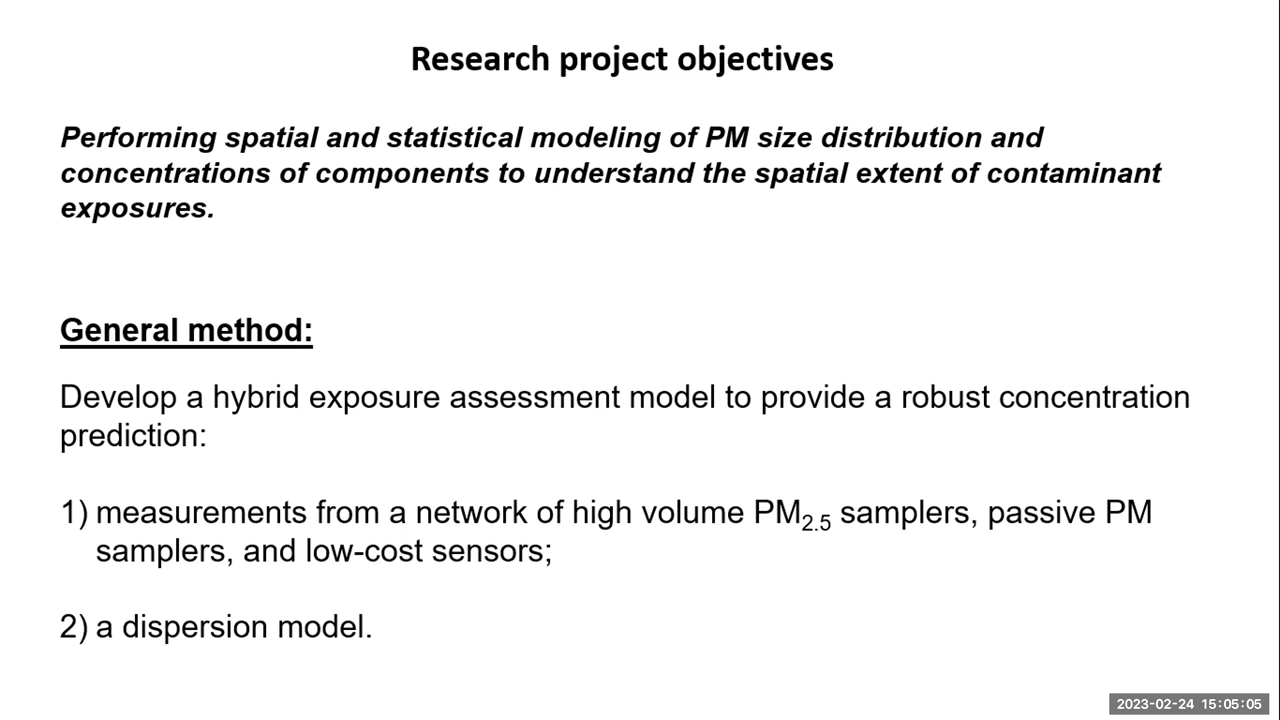 Research project objectives
Performing spatial and statistical modeling of PM size distribution and
concentrations of components to understand the spatial extent of contaminant
exposures.
General method:
Develop a hybrid exposure assessment model to provide a robust concentration
prediction:
1) measurements from a network of high volume PM2.5 samplers, passive PM
samplers, and low-cost sensors;
2) a dispersion model.
2023-02-24 15:05:05